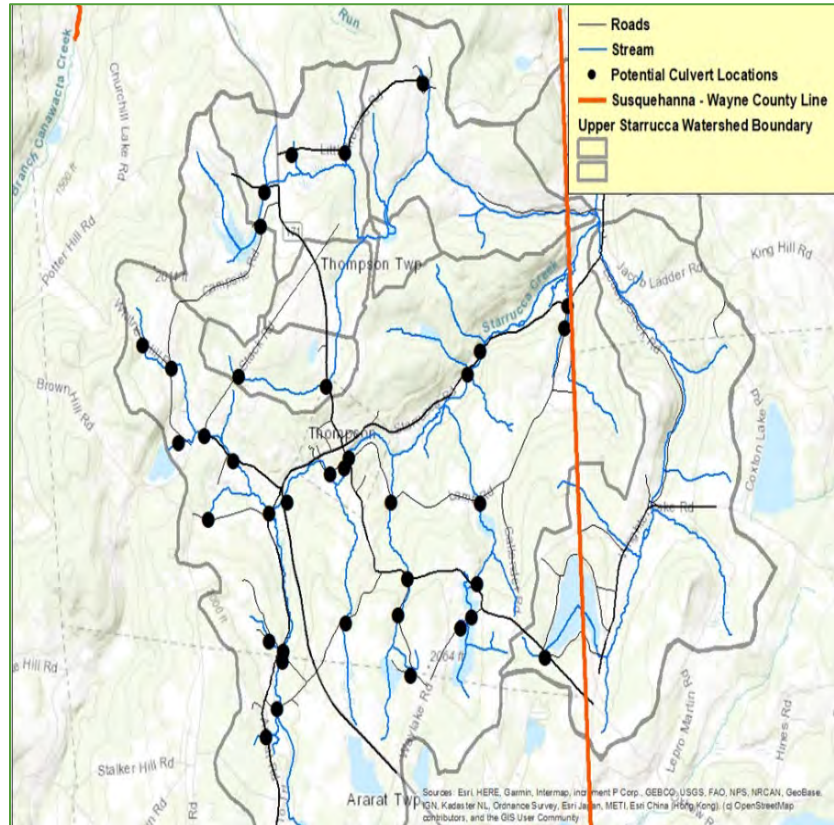 Roads
Stream
Potential Culvert Locations
Susquehanna - Wayne County Line
Upper Starrucca Watershed Boundary
Run
Branch Canawacta Creek
Churchill Lake Rd
1500 ft
Potter Hill Rd
171
Thompson Twp
King Hill Rd
Jacob Ladder Rd
Starrucca Creek
Brown Hill Rd
Coxton Lake Rd
Thompson
2064 ft
Stalker Hill Rd
Rd
Lepro Martin Rd
Hines Rd
Ararat Twp
Sources: Esri, HERE, Garmin, Intermap, increment P Corp., GEBCO, USGS, FAO, NPS, NRCAN, GeoBase,
IGN, Kadaster NL, Ordnance Survey, Esri Japan, METI, Esri China (Hong Kong), (c) OpenStreetMap
contributors, and the GIS User Community